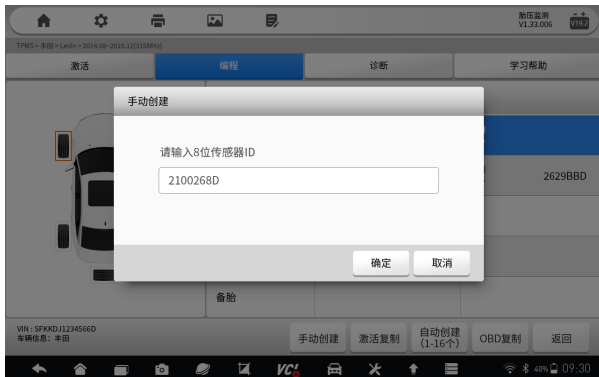 胎压监测
V1.33.006
V19.2
TPMS > 丰田 > Levin > 2014.08-2019.12(315MHz)
激活
编程
诊断
学习帮助
手动创建
请输入8位传感器ID
2100268D
2629BBD
确定
取消
备胎
VIN : SFKKDJ1234566D
车辆信息：丰田
手动创建
激活复制
自动创建
(1-16个)
OBD复制
返回
VCI
40%
09:30